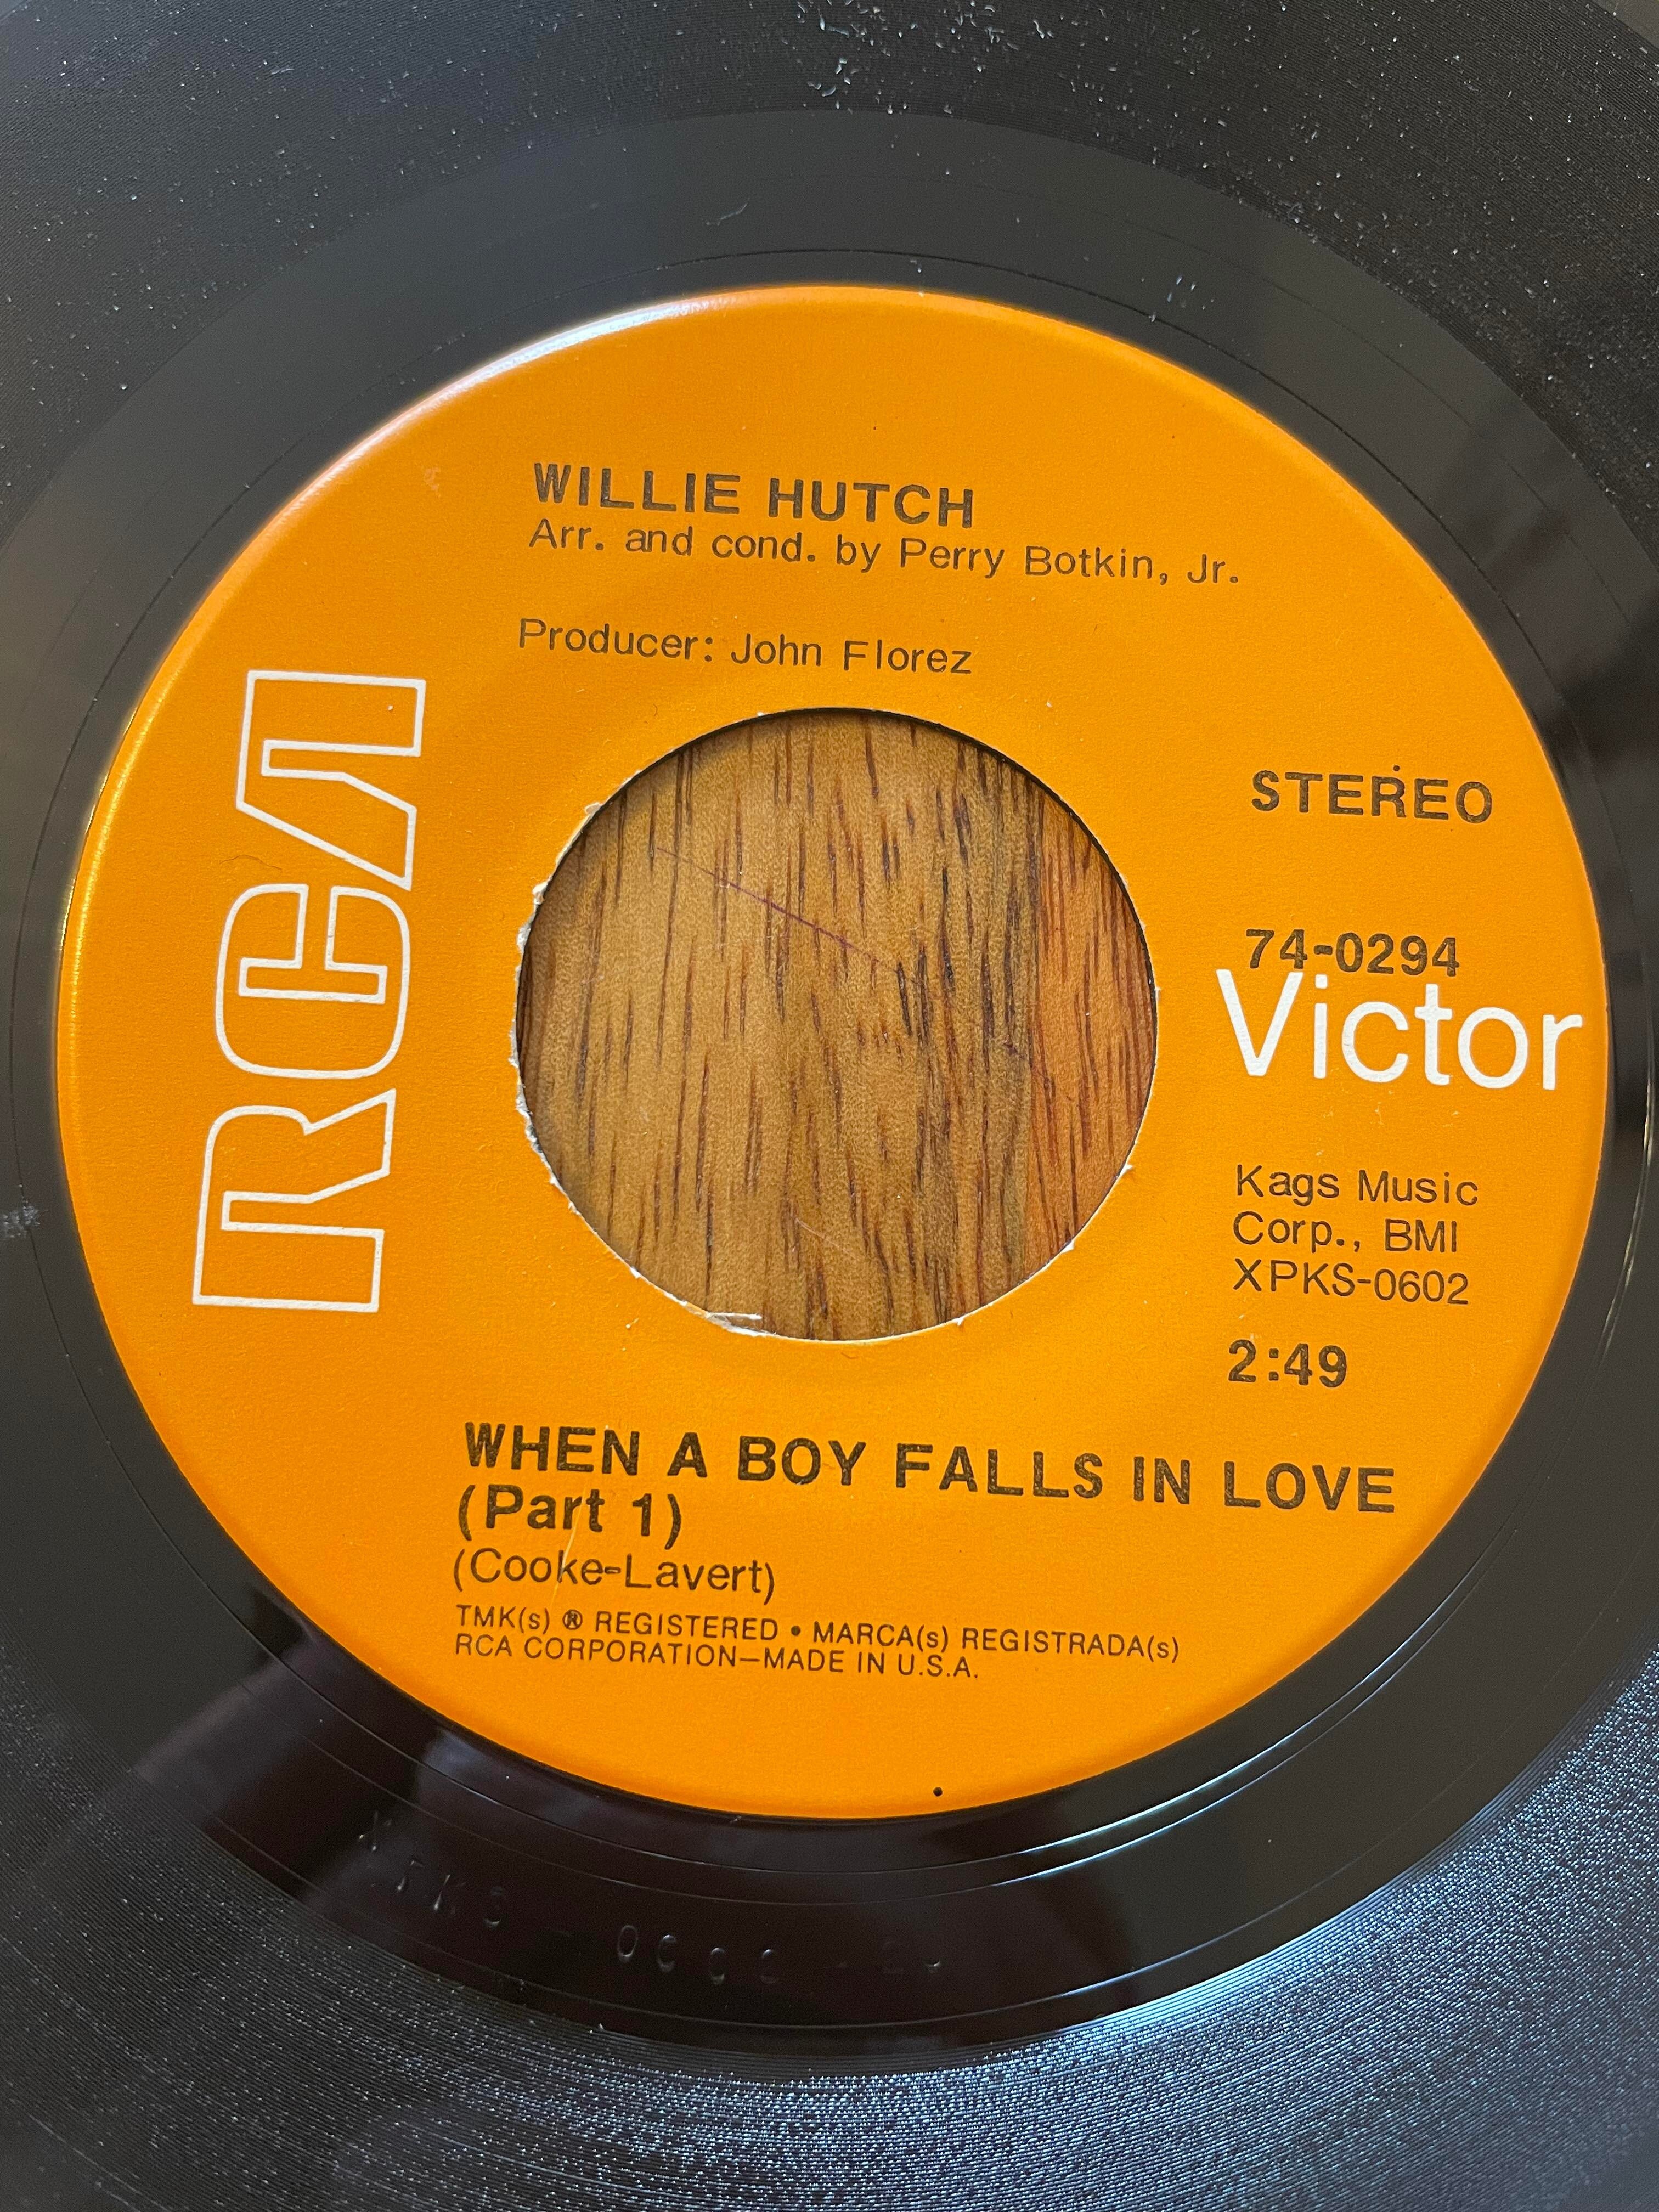 WILLIE HUTCH
Arr. and cond. by Perry Botkin, Jr.
Producer: John Florez
RCA
STEREO
74-0294
Victor
Kags Music
Corp., BMI
XPKS-0602
2:49
WHEN A BOY FALLS IN LOVE
(Part 1)
(Cooke-Lavert)
TMK(s) ® REGISTERED • MARCA(s) REGISTRADA(s)
RCA CORPORATION—MADE IN U.S.A.